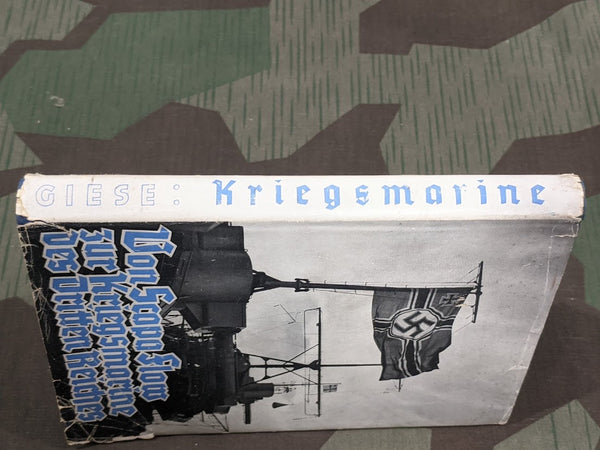 GIESE: Kriegsmarine
Von Scapa Flow
zur Kriegsmarine
des Dritten Reiches